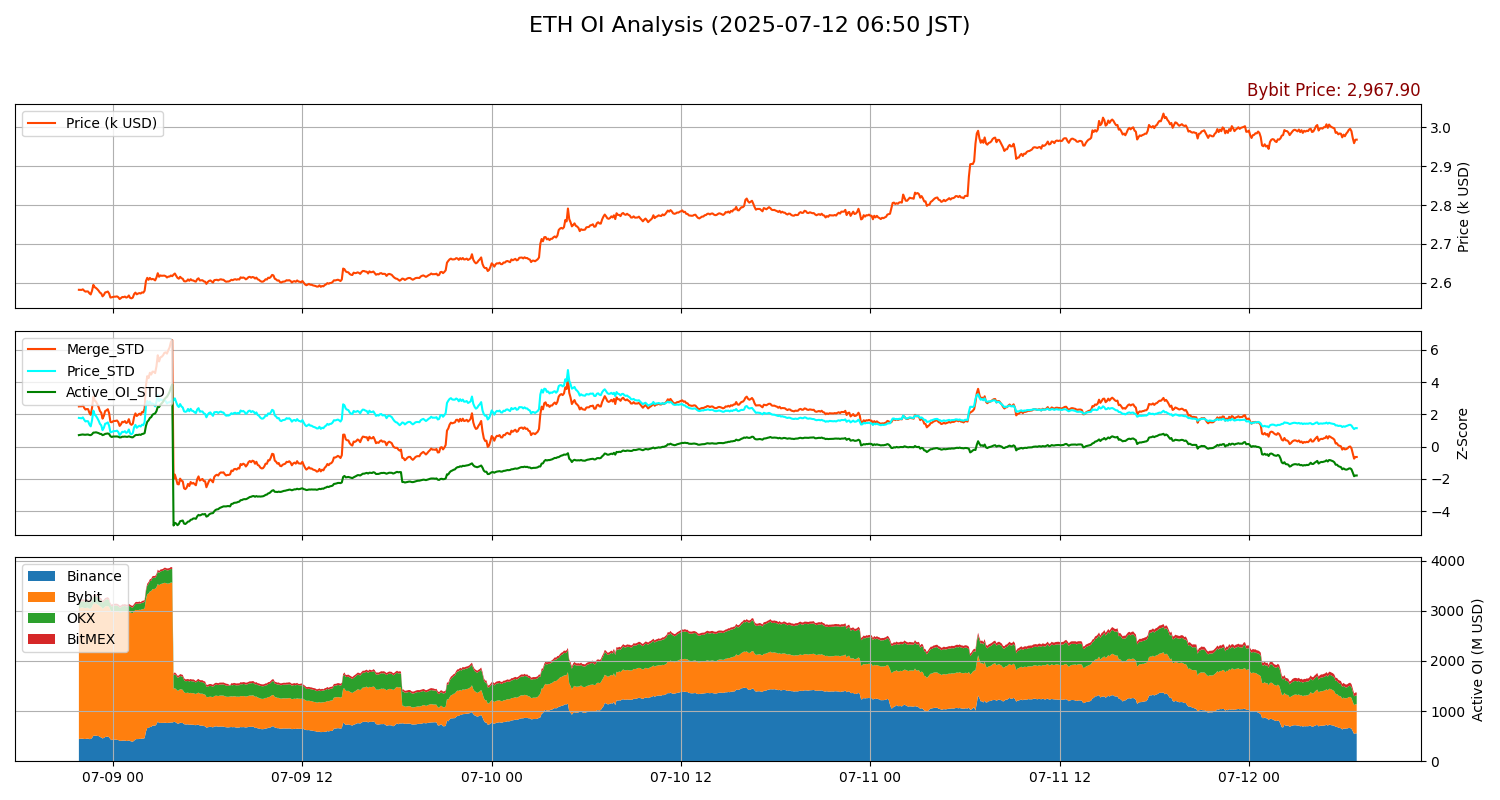 ETH OI Analysis (2025-07-12 06:50 JST)
Bybit Price: 2,967.90
Price (k USD)
3.0
2.9
2.8
2.7
2.6
Price (k USD)
Merge_STD
Price_STD
Active_OI_STD
6
4
2
0
−2
−4
Z-Score
Binance
Bybit
OKX
BitMEX
4000
3000
2000
1000
0
Active OI (M USD)
07-09 00
07-09 12
07-10 00
07-10 12
07-11 00
07-11 12
07-12 00